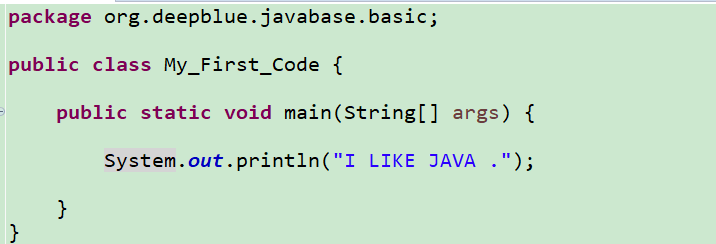 package org.deepblue.javabase.basic;
public class My_First_Code {
public static void main(String[] args) {
System.out.println("I LIKE JAVA .");
}
}